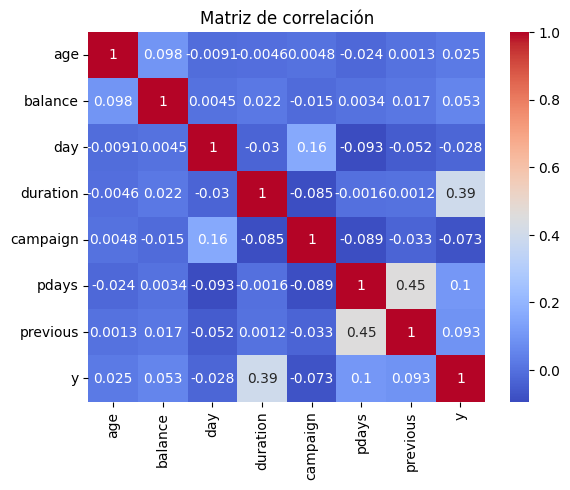 Matriz de correlación
age 1 0.098 -0.0091 -0.0046 0.0048 -0.024 0.0013 0.025
balance 0.098 1 0.0045 0.022 -0.015 0.0034 0.017 0.053
day -0.0091 0.0045 1 -0.03 0.16 -0.093 -0.052 -0.028
duration -0.0046 0.022 -0.03 1 -0.085 -0.0016 0.0012 0.39
campaign 0.0048 -0.015 0.16 -0.085 1 -0.089 -0.033 -0.073
pdays -0.024 0.0034 -0.093 -0.0016 -0.089 1 0.45 0.1
previous 0.0013 0.017 -0.052 0.0012 -0.033 0.45 1 0.093
y 0.025 0.053 -0.028 0.39 -0.073 0.1 0.093 1
age balance day duration campaign pdays previous y
1.0
0.8
0.6
0.4
0.2
0.0